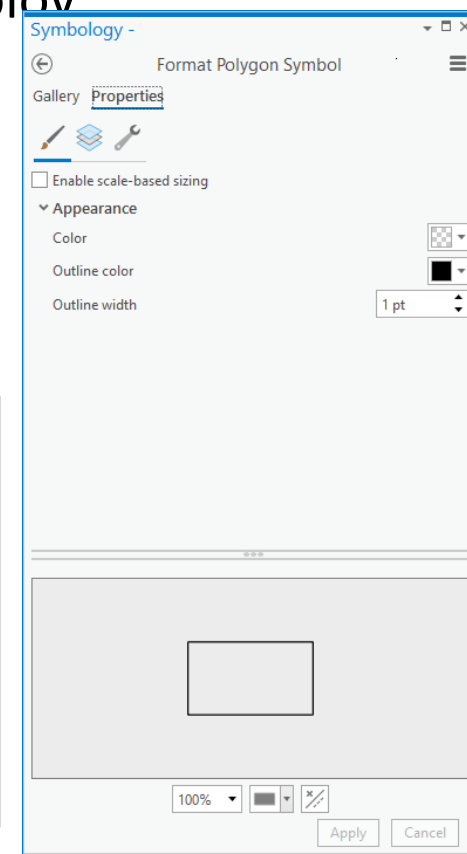 Symbology -
Format Polygon Symbol
Gallery Properties
Enable scale-based sizing
Appearance
Color
Outline color
Outline width 1 pt
100%
Apply Cancel